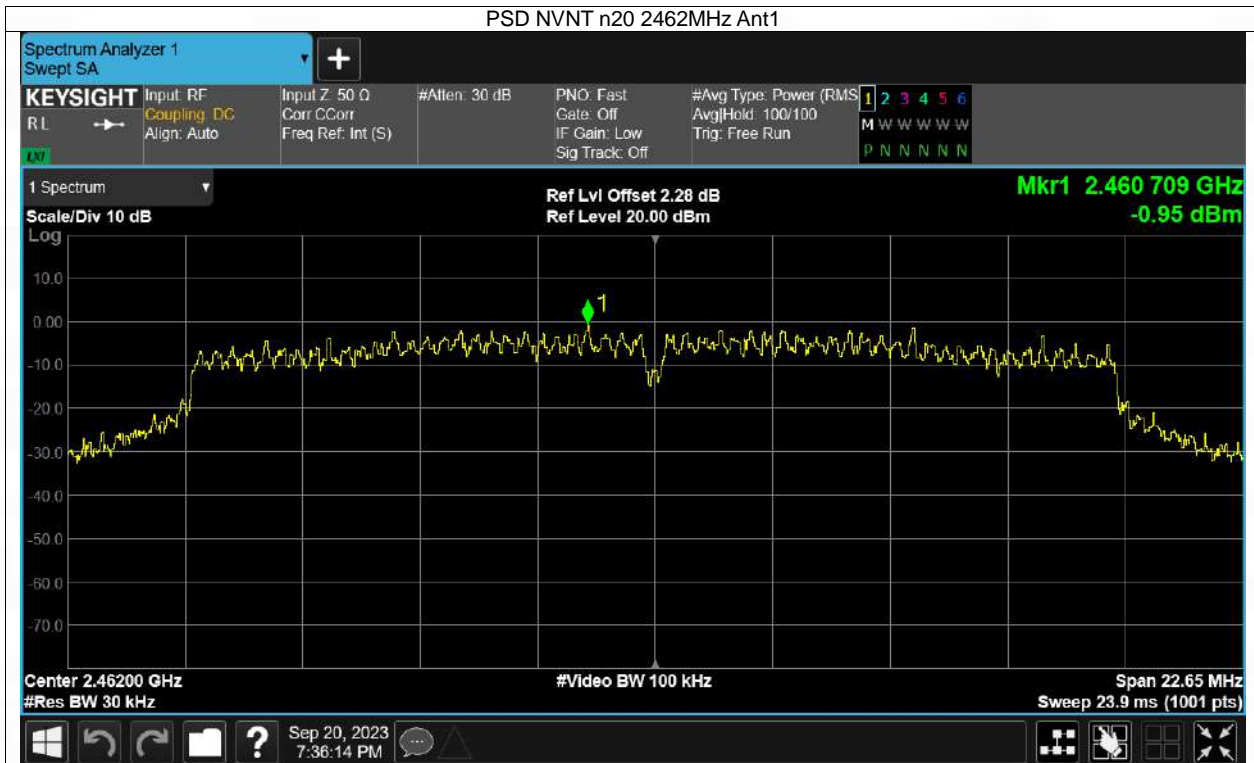 PSD NVNT n20 2462MHz Ant1
Spectrum Analyzer 1
Swept SA
KEYSIGHT
RL
LXI
Input: RF
Coupling: DC
Align: Auto
Input Z: 50 Ω
Corr CCorr
Freq Ref: Int (S)
#Atten: 30 dB
PNO: Fast
Gate: Off
IF Gain: Low
Sig Track: Off
#Avg Type: Power (RMS
Avg|Hold: 100/100
Trig: Free Run
1 2 3 4 5 6
M W W W W W
P N N N N N
1 Spectrum
Scale/Div 10 dB
Log
Ref Lvl Offset 2.28 dB
Ref Level 20.00 dBm
Mkr1 2.460 709 GHz
-0.95 dBm
10.0
0.00
-10.0
-20.0
-30.0
-40.0
-50.0
-60.0
-70.0
1
Center 2.46200 GHz
#Res BW 30 kHz
#Video BW 100 kHz
Span 22.65 MHz
Sweep 23.9 ms (1001 pts)
?
Sep 20, 2023
7:36:14 PM